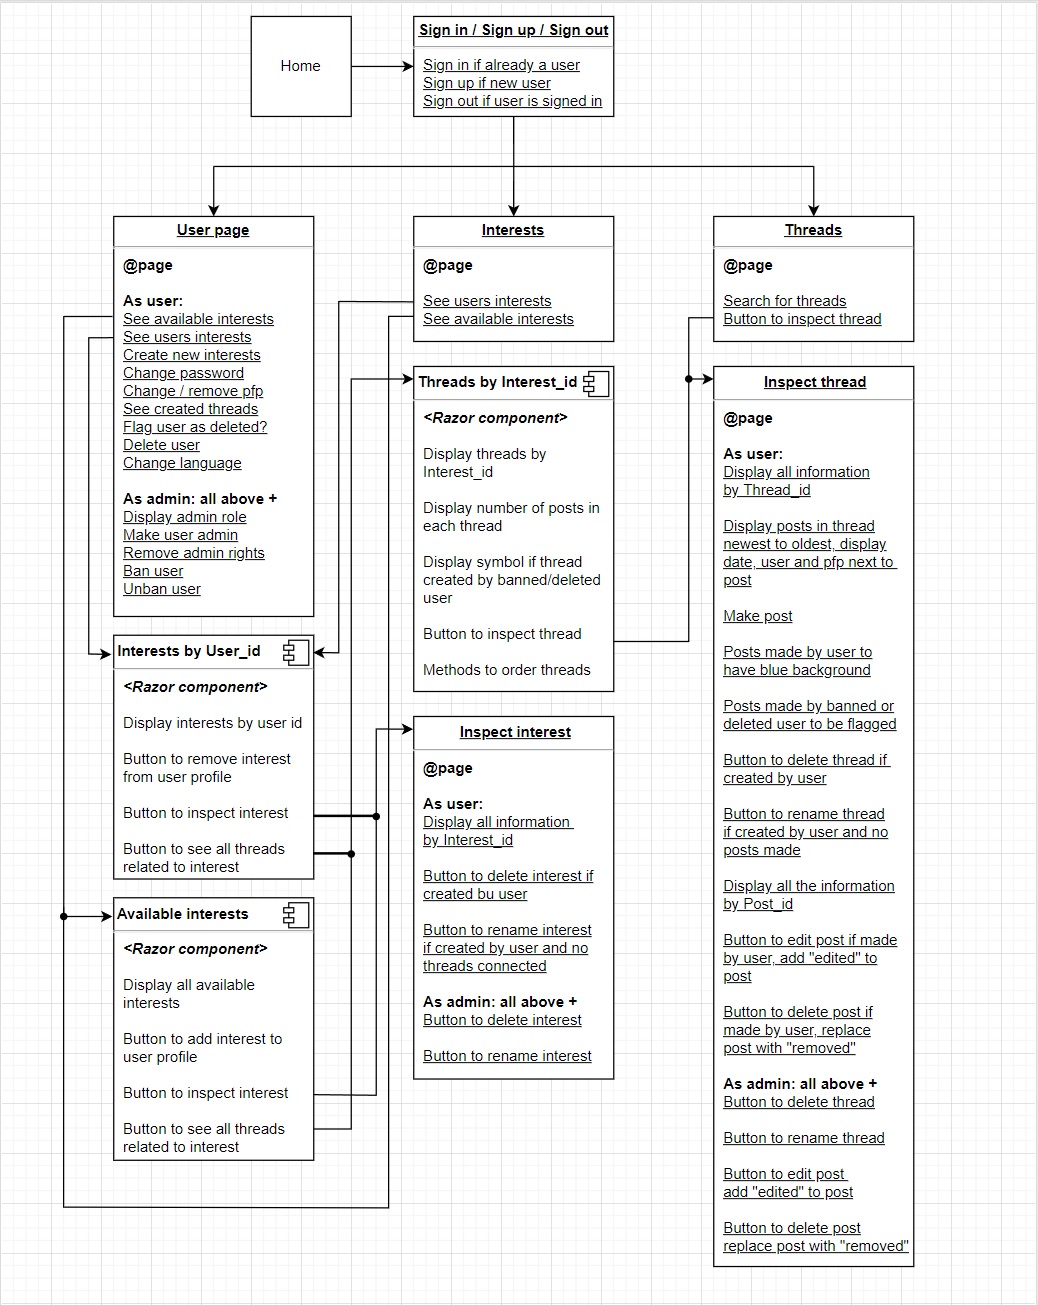 Home
Sign in / Sign up / Sign out
Sign in if already a user
Sign up if new user
Sign out if user is signed in
User page
@page
As user:
See available interests
See users interests
Create new interests
Change password
Change / remove pfp
See created threads
Flag user as deleted?
Delete user
Change language
As admin: all above +
Display admin role
Make user admin
Remove admin rights
Ban user
Unban user
Interests by User_id
<Razor component>
Display interests by user id
Button to remove interest
from user profile
Button to inspect interest
Button to see all threads
related to interest
Available interests
<Razor component>
Display all available
interests
Button to add interest to
user profile
Button to inspect interest
Button to see all threads
related to interest
Interests
@page
See users interests
See available interests
Threads by Interest_id
<Razor component>
Display threads by
Interest_id
Display number of posts in
each thread
Display symbol if thread
created by banned/deleted
user
Button to inspect thread
Methods to order threads
Inspect interest
@page
As user:
Display all information
by Interest_id
Button to delete interest if
created bu user
Button to rename interest
if created by user and no
threads connected
As admin: all above +
Button to delete interest
Button to rename interest
Threads
@page
Search for threads
Button to inspect thread
Inspect thread
@page
As user:
Display all information
by Thread_id
Display posts in thread
newest to oldest, display
date, user and pfp next to
post
Make post
Posts made by user to
have blue background
Posts made by banned or
deleted user to be flagged
Button to delete thread if
created by user
Button to rename thread
if created by user and no
posts made
Display all the information
by Post_id
Button to edit post if made
by user, add "edited" to
post
Button to delete post if
made by user, replace
post with "removed"
As admin: all above +
Button to delete thread
Button to rename thread
Button to edit post
add "edited" to post
Button to delete post
replace post with "removed"